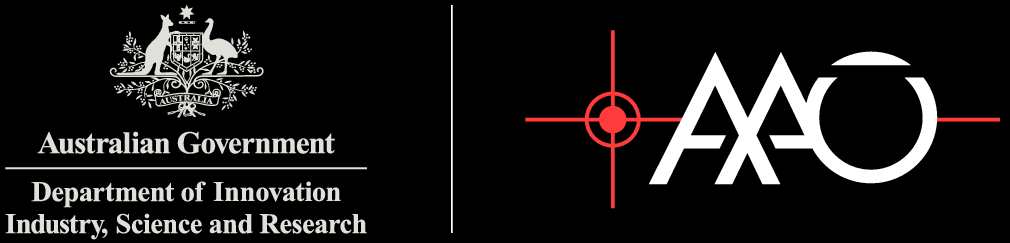 AUSTRALIA
Australian Government
Department of Innovation
Industry, Science and Research
AAO